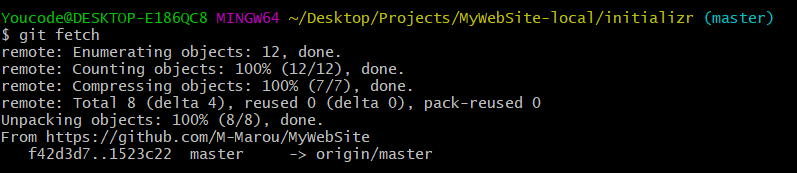 Youcode@DESKTOP-E186QC8 MINGW64 ~/Desktop/Projects/MyWebSite-local/initializr (master)
$ git fetch
remote: Enumerating objects: 12, done.
remote: Counting objects: 100% (12/12), done.
remote: Compressing objects: 100% (7/7), done.
remote: Total 8 (delta 4), reused 0 (delta 0), pack-reused 0
Unpacking objects: 100% (8/8), done.
From https://github.com/M-Marou/MyWebSite
   f42d3d7..1523c22  master     -> origin/master